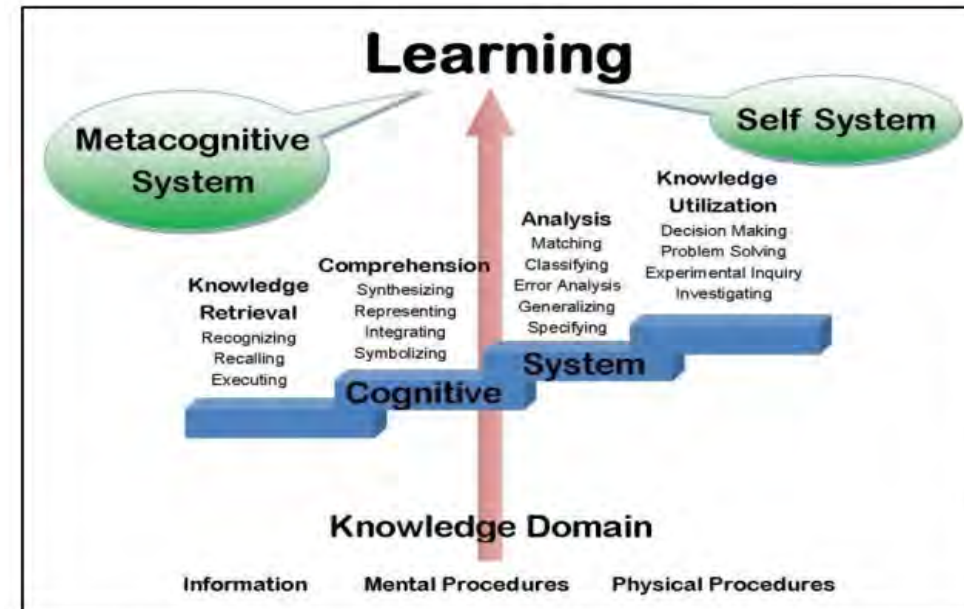 Learning
Metacognitive
System
Self System
Knowledge
Retrieval
Recognizing
Recalling
Executing
Comprehension
Synthesizing
Representing
Integrating
Symbolizing
Analysis
Matching
Classifying
Error Analysis
Generalizing
Specifying
Knowledge
Utilization
Decision Making
Problem Solving
Experimental Inquiry
Investigating
Cognitive
System
Knowledge Domain
Information
Mental Procedures
Physical Procedures